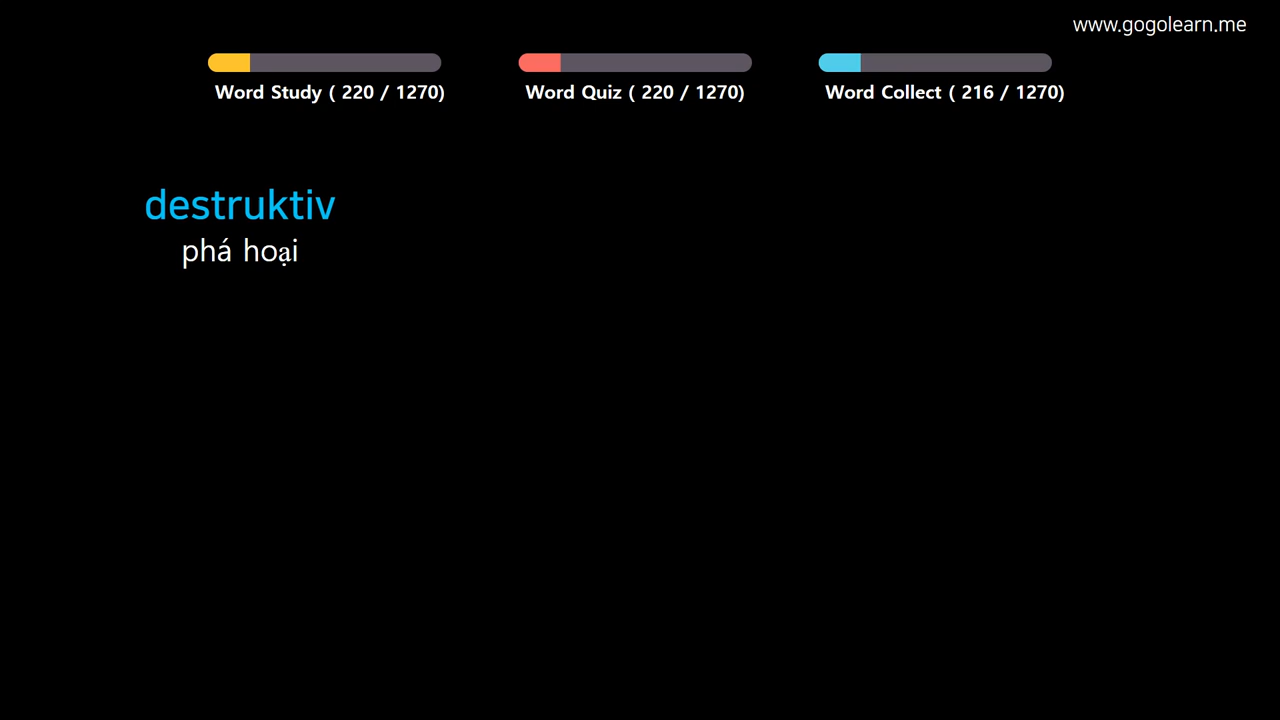 www.gogolearn.me
Word Study ( 220 / 1270)
Word Quiz ( 220 / 1270)
Word Collect ( 216 / 1270)
destruktiv
phá hoại